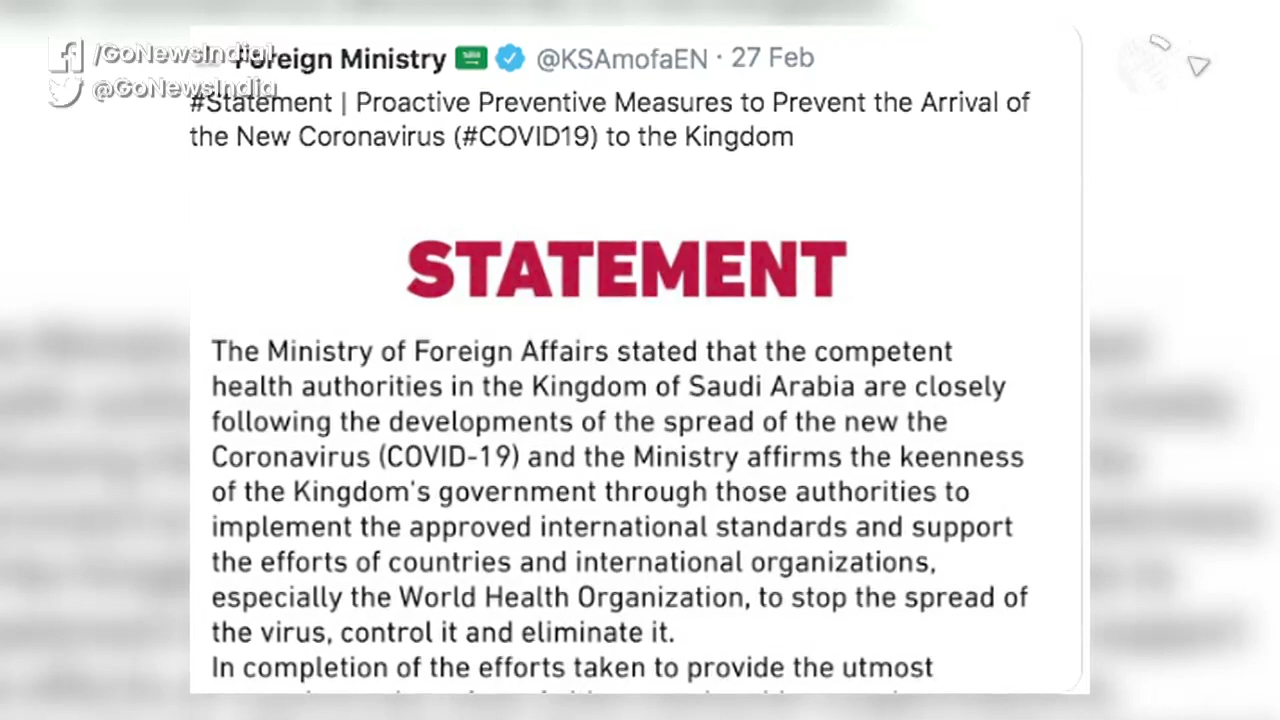 /GoNewsIndia
@GoNewsIndia
Foreign Ministry @KSAmofaEN · 27 Feb
#Statement | Proactive Preventive Measures to Prevent the Arrival of
the New Coronavirus (#COVID19) to the Kingdom
STATEMENT
The Ministry of Foreign Affairs stated that the competent
health authorities in the Kingdom of Saudi Arabia are closely
following the developments of the spread of the new the
Coronavirus (COVID-19) and the Ministry affirms the keenness
of the Kingdom's government through those authorities to
implement the approved international standards and support
the efforts of countries and international organizations,
especially the World Health Organization, to stop the spread of
the virus, control it and eliminate it.
In completion of the efforts taken to provide the utmost